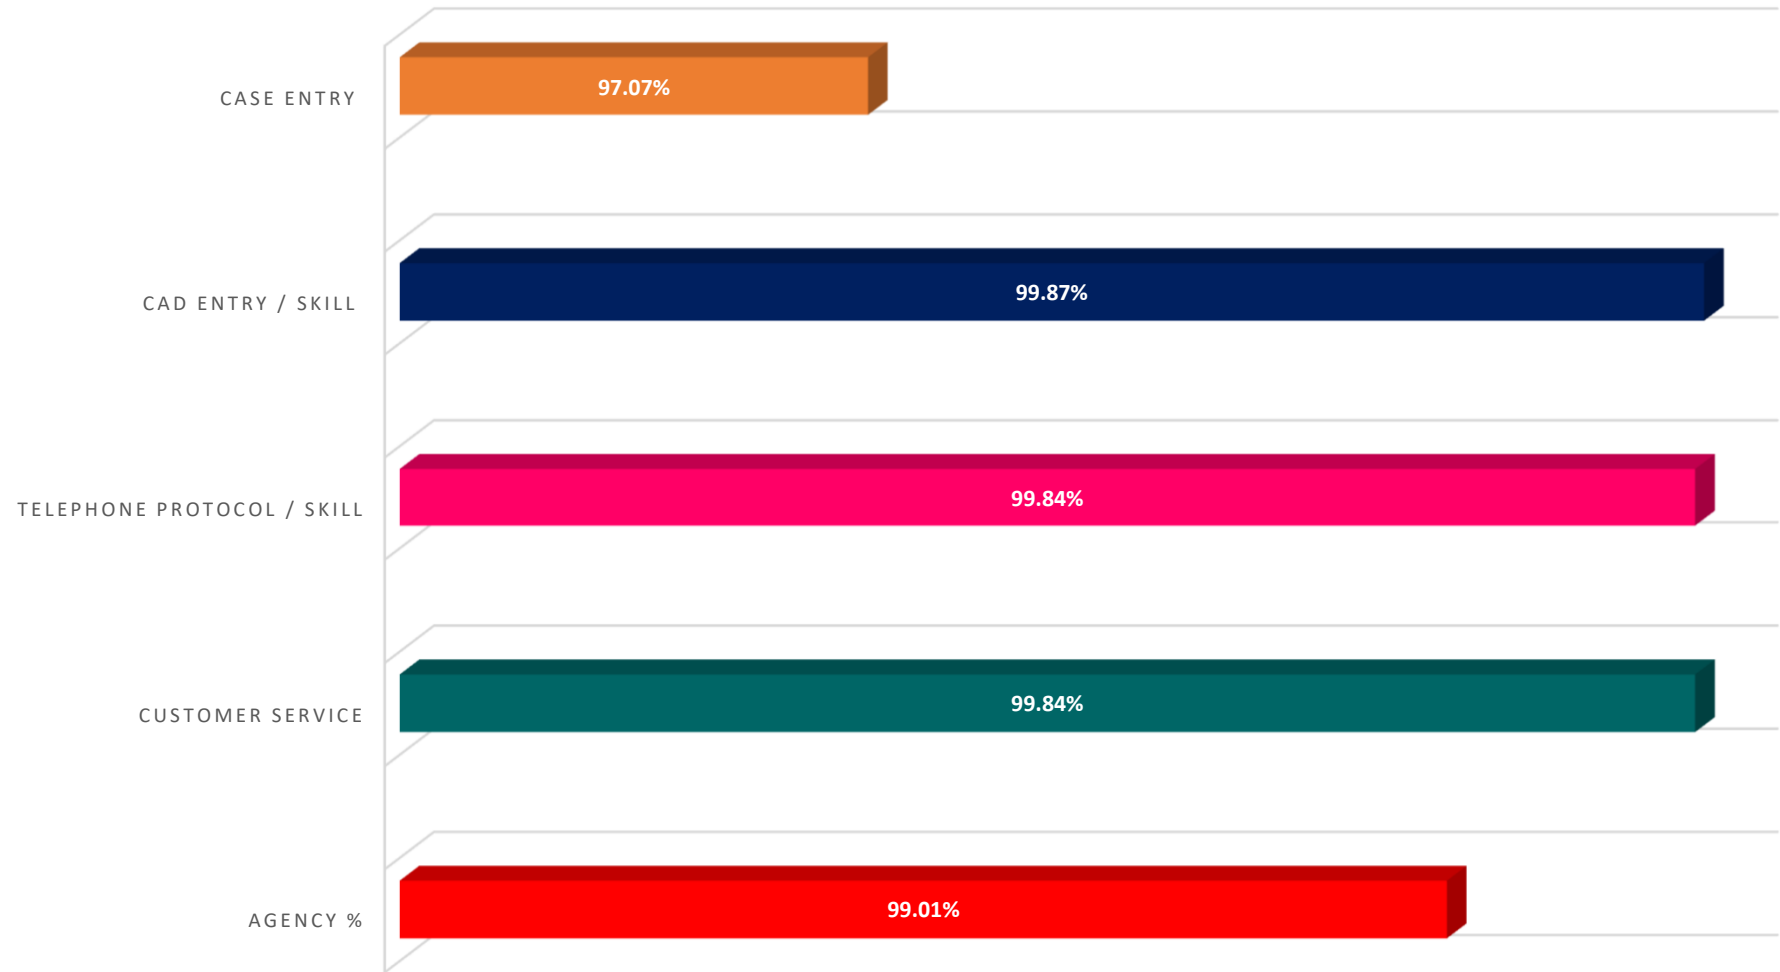 CASE ENTRY
97.07%
CAD ENTRY / SKILL
99.87%
TELEPHONE PROTOCOL / SKILL
99.84%
CUSTOMER SERVICE
99.84%
AGENCY %
99.01%